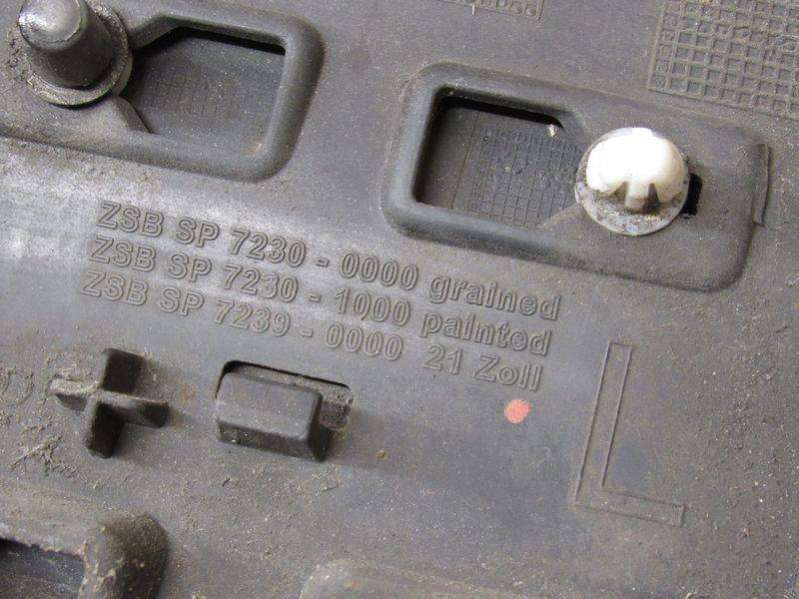 ZSB SP 7230 - 0000 grained
ZSB SP 7230 - 1000 painted
ZSB SP 7239 - 0000 21 Zoll
L